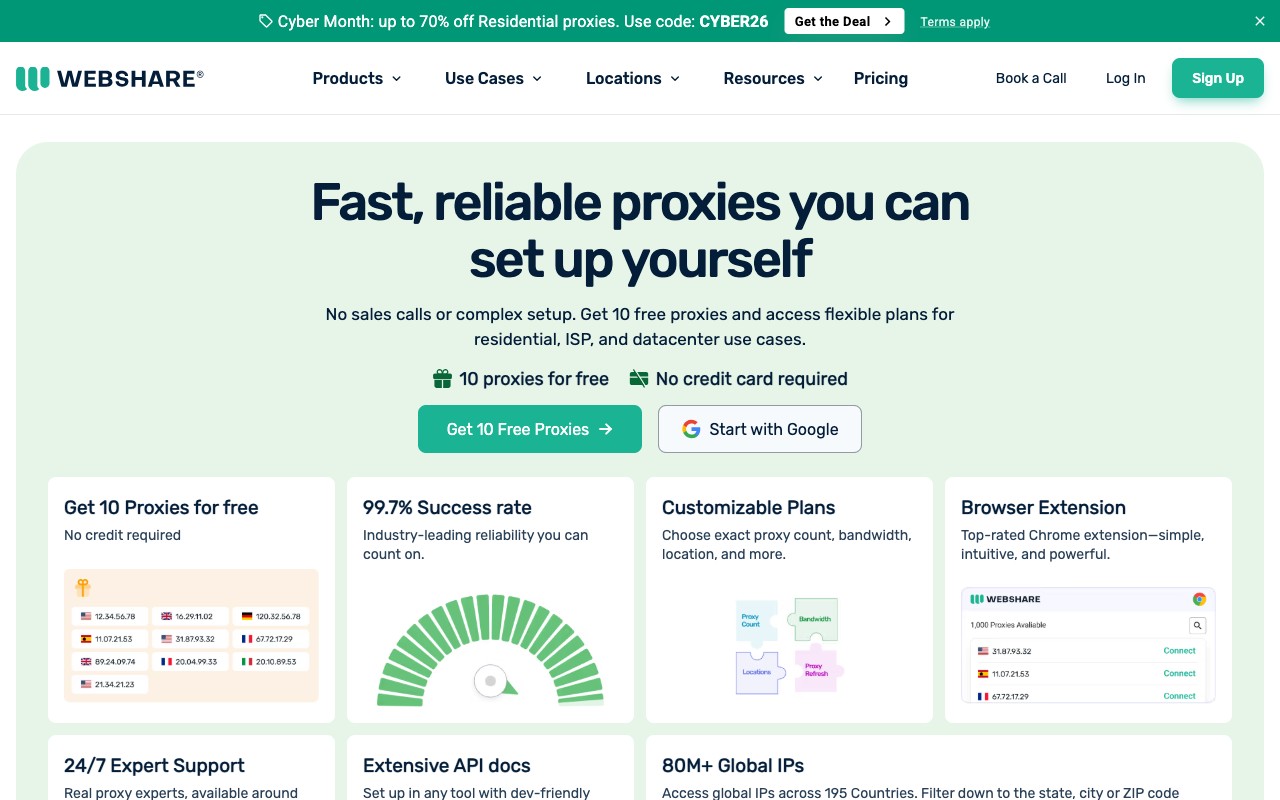 Cyber Month: up to 70% off Residential proxies. Use code: CYBER26
Get the Deal
Terms apply
WEBSHARE®
Products
Use Cases
Locations
Resources
Pricing
Book a Call
Log In
Sign Up
Fast, reliable proxies you can
set up yourself
No sales calls or complex setup. Get 10 free proxies and access flexible plans for
residential, ISP, and datacenter use cases.
10 proxies for free
No credit card required
Get 10 Free Proxies
Start with Google
Get 10 Proxies for free
No credit required
12.34.56.78
16.29.11.02
120.32.56.78
11.07.21.53
31.87.93.32
67.72.17.29
89.24.09.74
20.04.99.33
20.10.89.53
21.34.21.23
99.7% Success rate
Industry-leading reliability you can
count on.
Customizable Plans
Choose exact proxy count, bandwidth,
location, and more.
Proxy
Count
Bandwidth
Locations
Proxy
Refresh
Browser Extension
Top-rated Chrome extension—simple,
intuitive, and powerful.
WEBSHARE
1,000 Proxies Avaliable
31.87.93.32
Connect
11.07.21.53
Connect
67.72.17.29
Connect
24/7 Expert Support
Real proxy experts, available around
Extensive API docs
Set up in any tool with dev-friendly
80M+ Global IPs
Access global IPs across 195 Countries. Filter down to the state, city or ZIP code